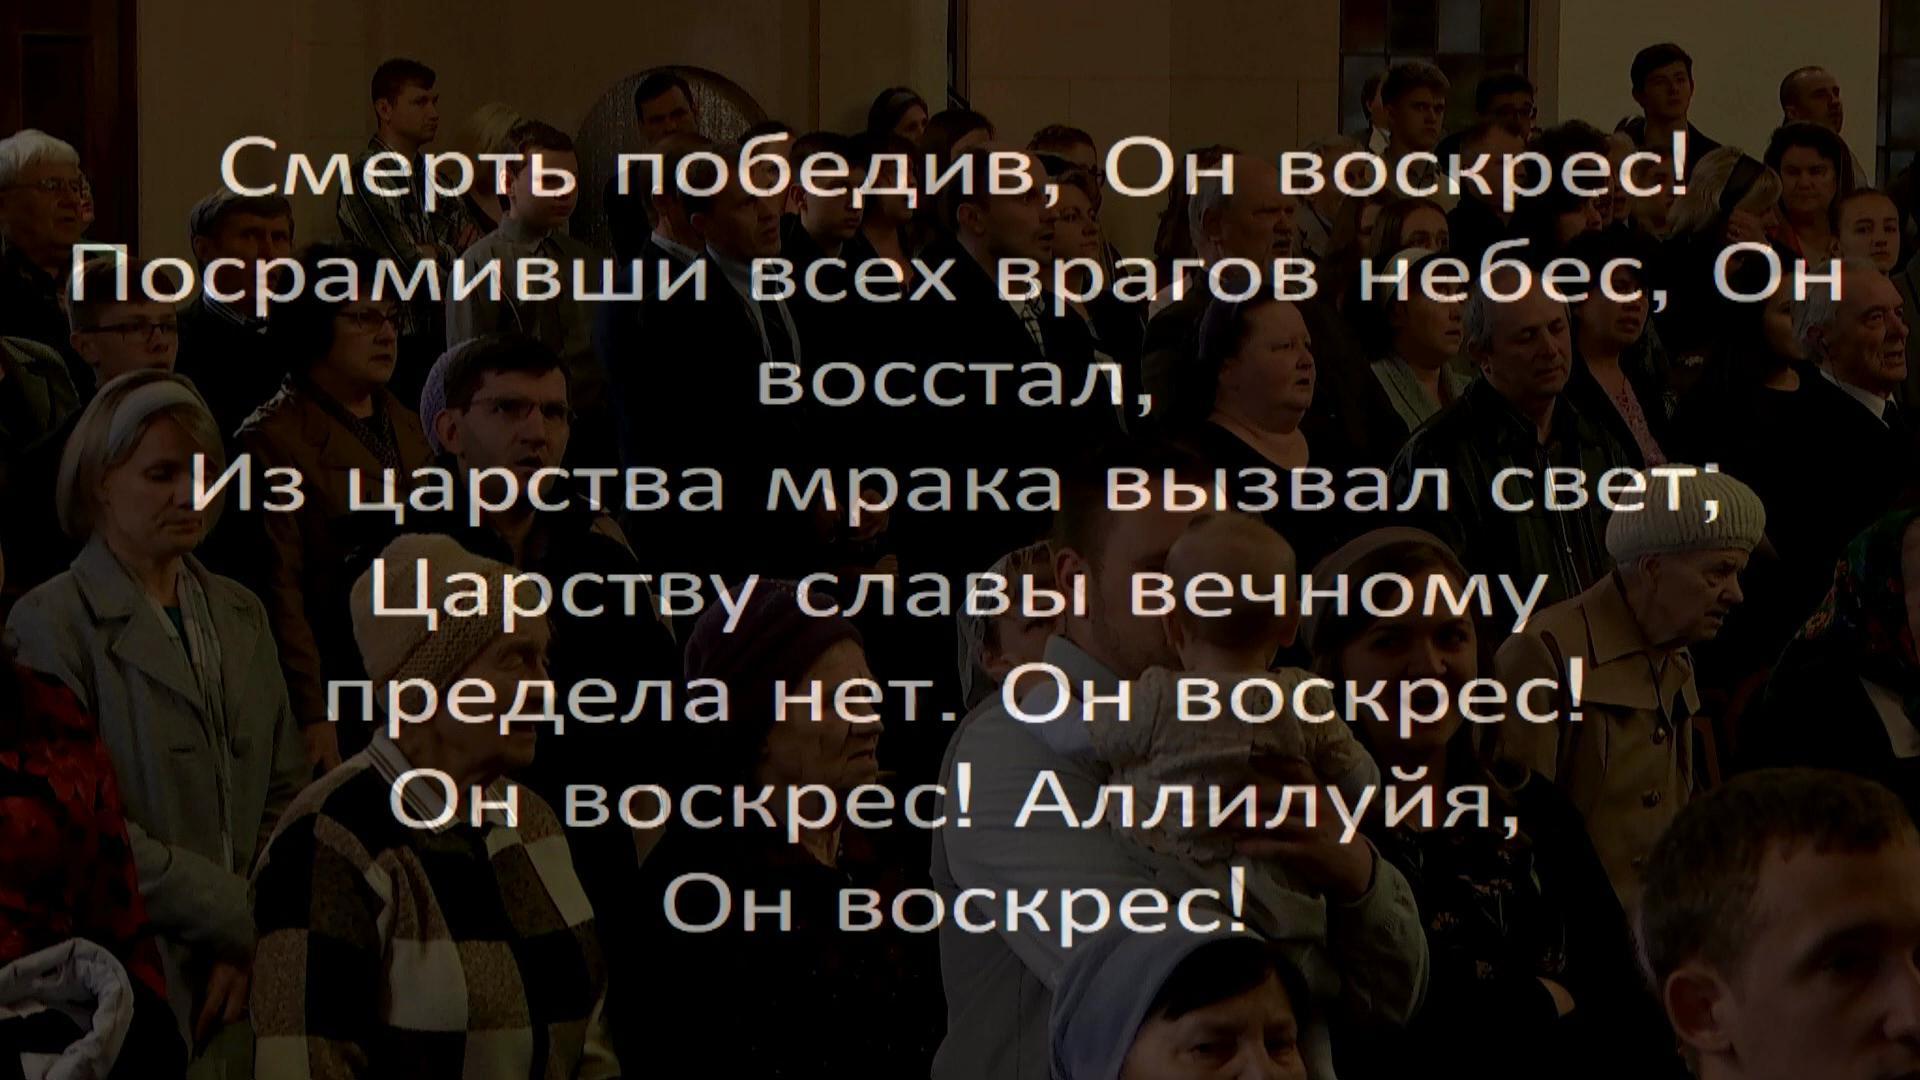 Смерть победив, Он воскрес!
Посрамивши всех врагов небес, Он
восстал,
Из царства мрака вызвал свет;
Царству славы вечному
предела нет. Он воскрес!
Он воскрес! Аллилуйя,
Он воскрес!